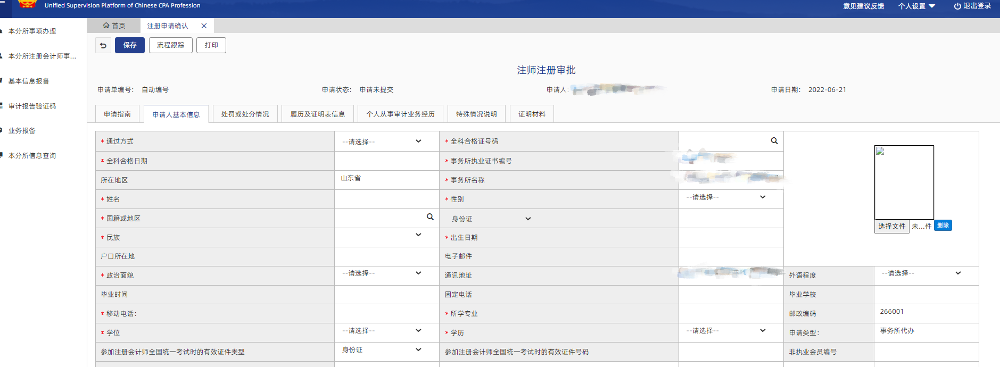 Unified Supervision Platform of Chinese CPA Profession
意见建议反馈 个人设置 退出登录
本分所事项办理
本分所注册会计师事...
基本信息报备
审计报告验证码
业务报备
本分所信息查询
首页 注册申请确认
保存 流程跟踪 打印
注师注册审批
申请单编号： 自动编号 申请状态： 申请未提交 申请人: 申请日期： 2022-06-21
申请指南 申请人基本信息 处罚或处分情况 履历及证明表信息 个人从事审计业务经历 特殊情况说明 证明材料
* 通过方式 --请选择-- * 全科合格证号码
* 全科合格日期 * 事务所执业证书编号
所在地区 山东省 * 事务所名称
* 姓名 * 性别 --请选择--
* 国籍或地区 身份证
选择文件 未...件 删除
* 民族 * 出生日期
户口所在地 电子邮件
* 政治面貌 --请选择-- 通讯地址 外语程度 --请选择--
毕业时间 固定电话 毕业学校
* 移动电话： * 所学专业 邮政编码 266001
* 学位 --请选择-- * 学历 --请选择-- 申请类型： 事务所代办
参加注册会计师全国统一考试时的有效证件类型 身份证 参加注册会计师全国统一考试时的有效证件号码 非执业会员编号